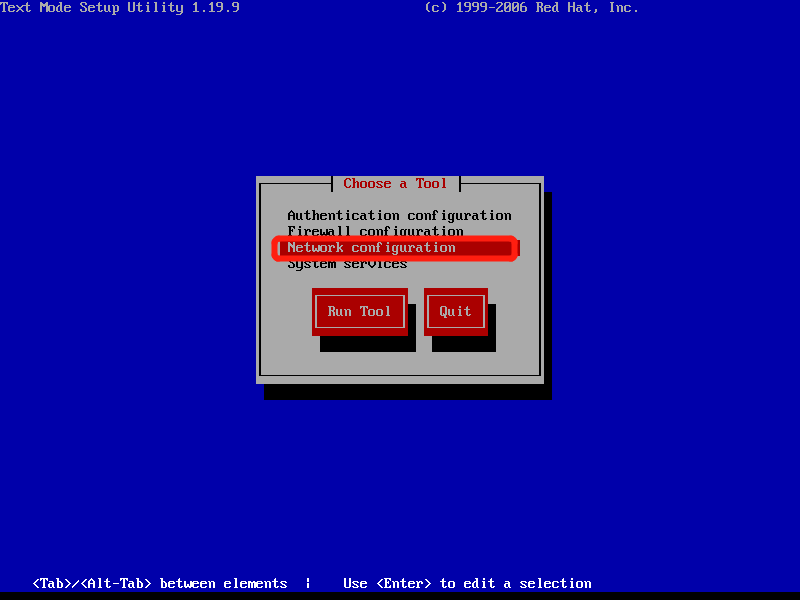 Text Mode Setup Utility 1.19.9 (c) 1999-2006 Red Hat, Inc.
Choose a Tool
Authentication configuration
Firewall configuration
Network configuration
System services
Run Tool Quit
<Tab>/<Alt-Tab> between elements | Use <Enter> to edit a selection